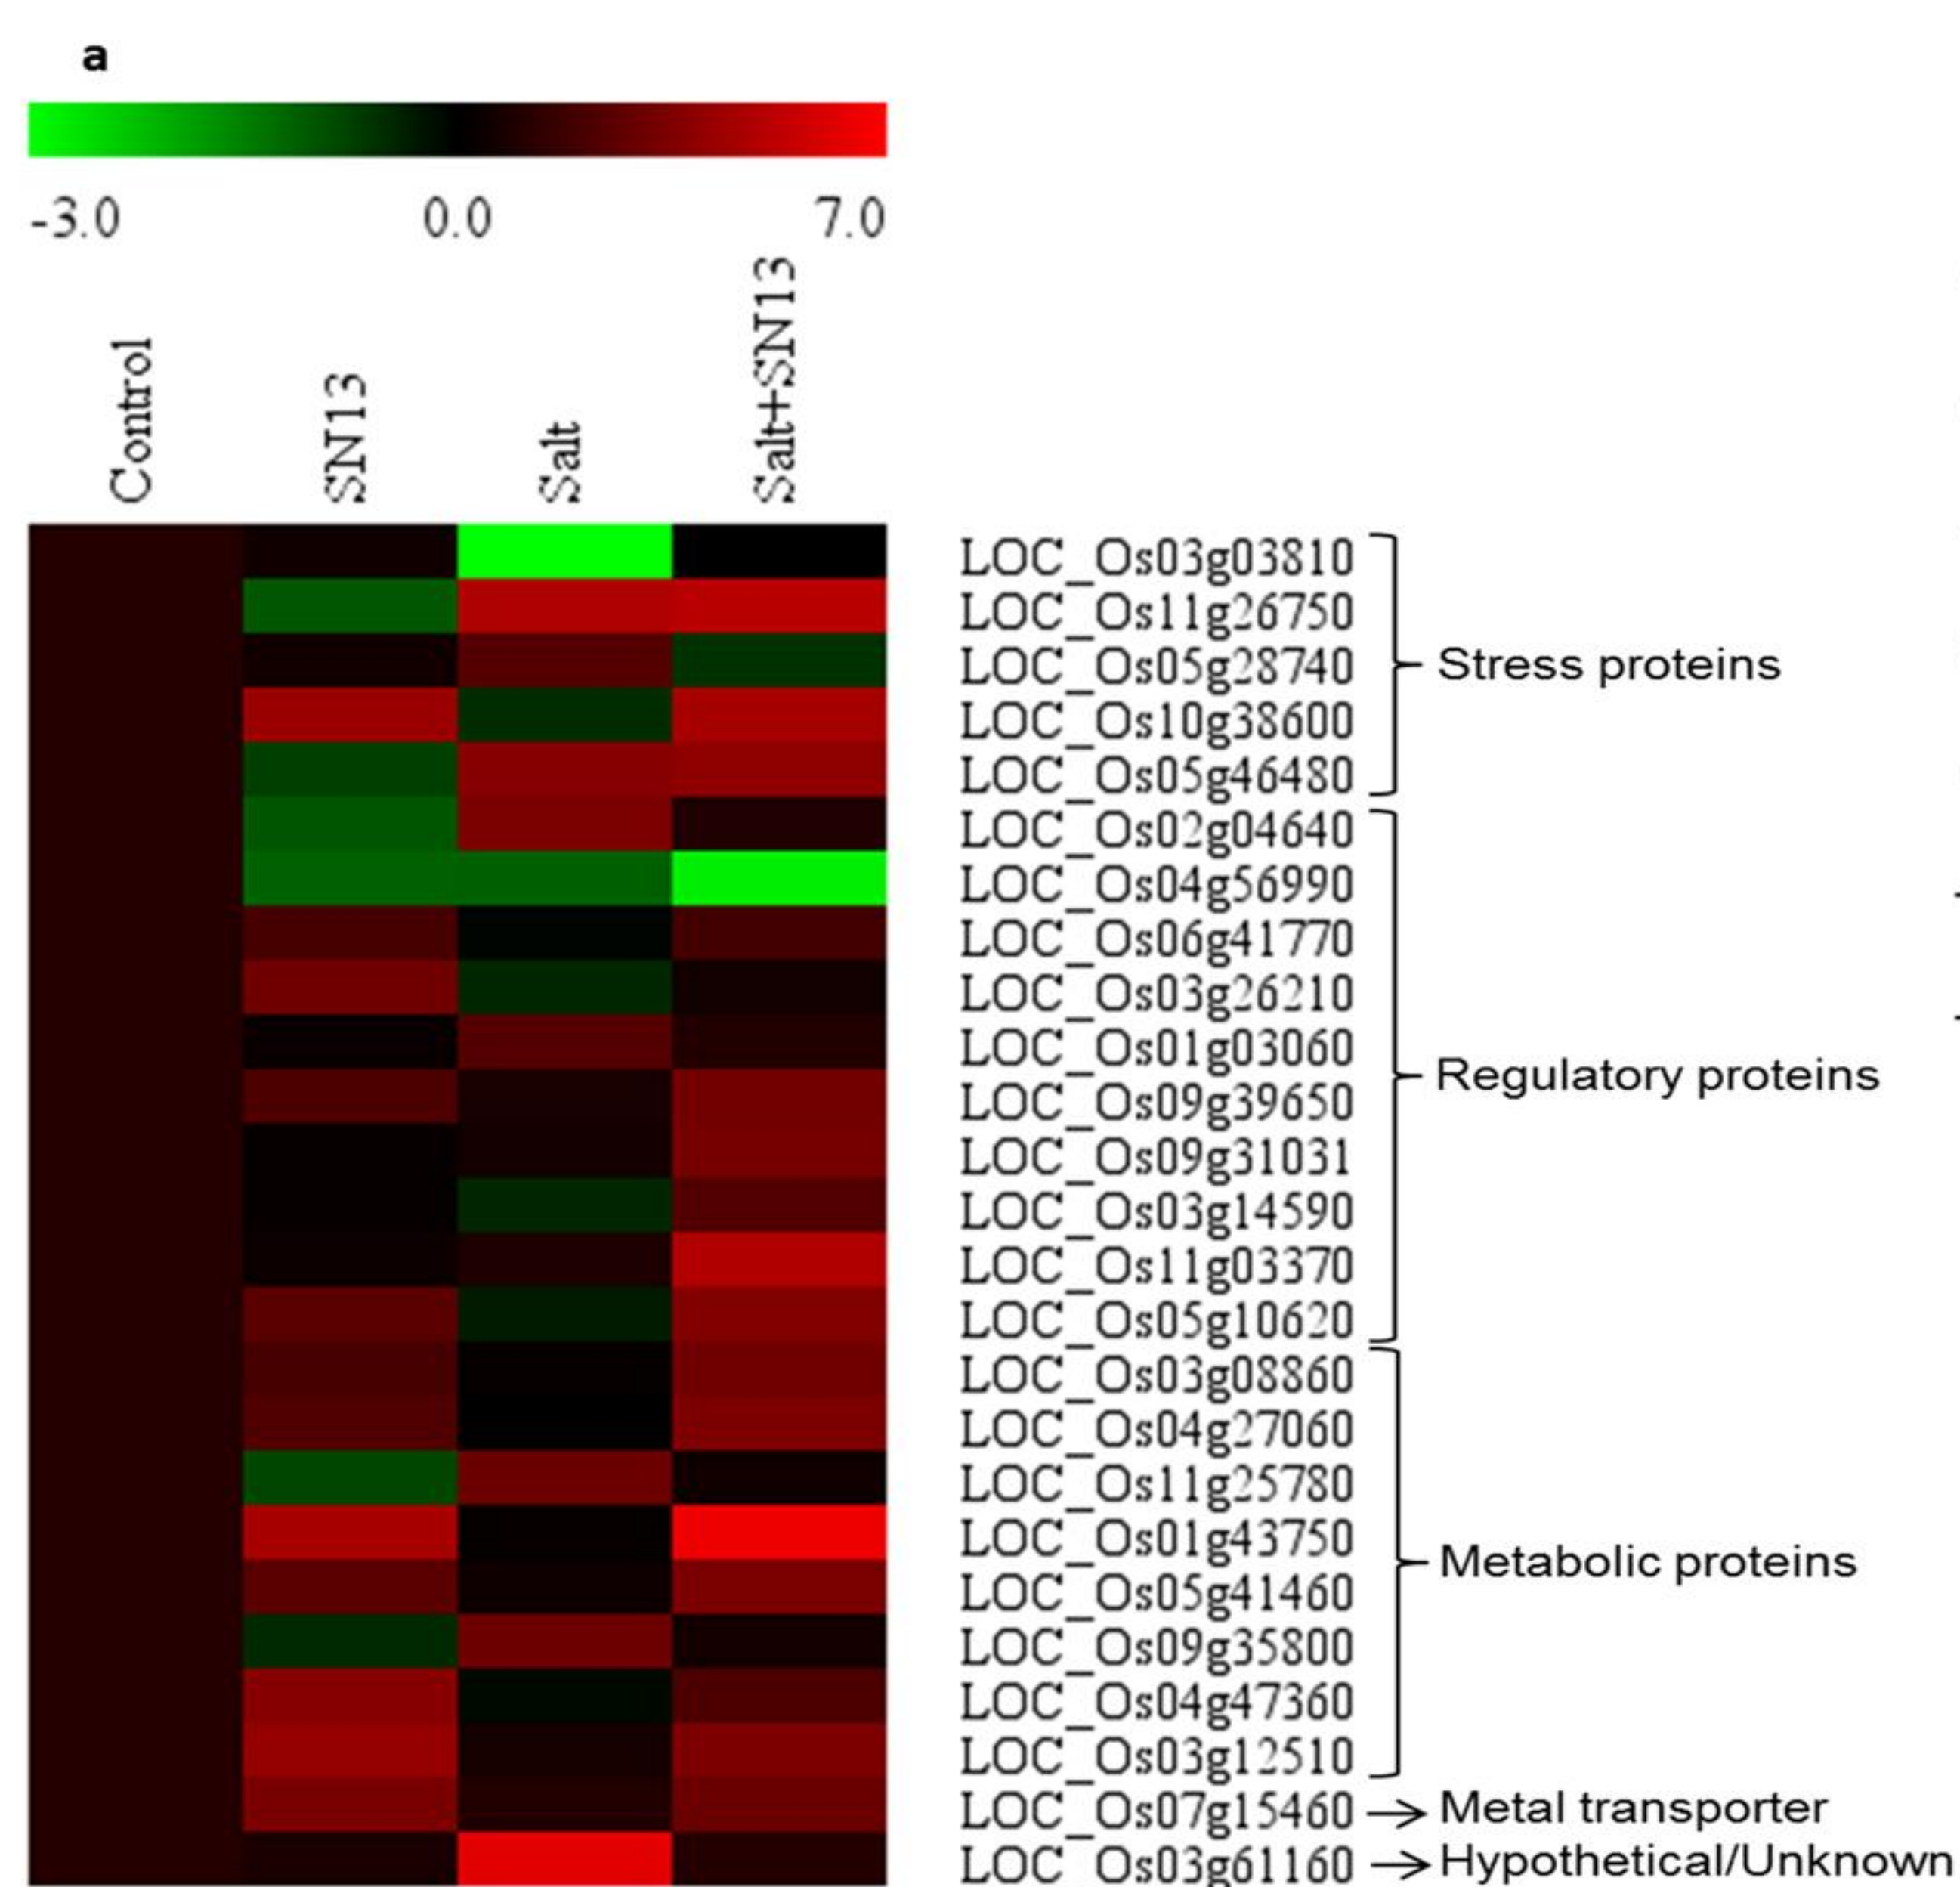 a
-3.0 0.0 7.0
Control
SN13
Salt
Salt+SN13
LOC_Os03g03810
LOC_Os11g26750
LOC_Os05g28740
LOC_Os10g38600
LOC_Os05g46480
Stress proteins
LOC_Os02g04640
LOC_Os04g56990
LOC_Os06g41770
LOC_Os03g26210
LOC_Os01g03060
LOC_Os09g39650
LOC_Os09g31031
LOC_Os03g14590
LOC_Os11g03370
LOC_Os05g10620
Regulatory proteins
LOC_Os03g08860
LOC_Os04g27060
LOC_Os11g25780
LOC_Os01g43750
LOC_Os05g41460
LOC_Os09g35800
LOC_Os04g47360
LOC_Os03g12510
Metabolic proteins
LOC_Os07g15460 → Metal transporter
LOC_Os03g61160 → Hypothetical/Unknown